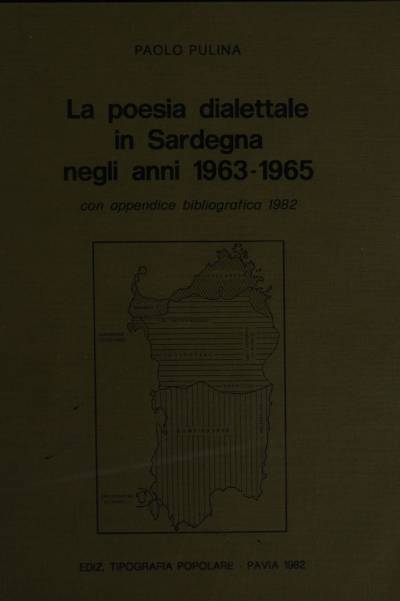 PAOLO PULINA
La poesia dialettale
in Sardegna
negli anni 1963-1965
con appendice bibliografica 1982
EDIZ. TIPOGRAFIA POPOLARE - PAVIA 1982